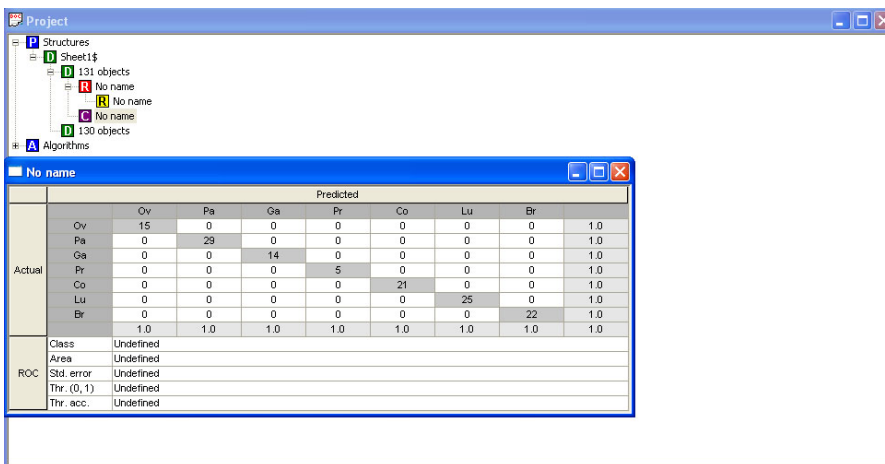 Project
P Structures
D Sheet1$
D 131 objects
R No name
R No name
C No name
D 130 objects
A Algorithms
No name
Predicted
Ov Pa Ga Pr Co Lu Br
Ov 15 0 0 0 0 0 0 1.0
Pa 0 29 0 0 0 0 0 1.0
Ga 0 0 14 0 0 0 0 1.0
Actual Pr 0 0 0 5 0 0 0 1.0
Co 0 0 0 0 21 0 0 1.0
Lu 0 0 0 0 0 25 0 1.0
Br 0 0 0 0 0 0 22 1.0
1.0 1.0 1.0 1.0 1.0 1.0 1.0 1.0
Class Undefined
Area Undefined
ROC Std. error Undefined
Thr. (0, 1) Undefined
Thr. acc. Undefined